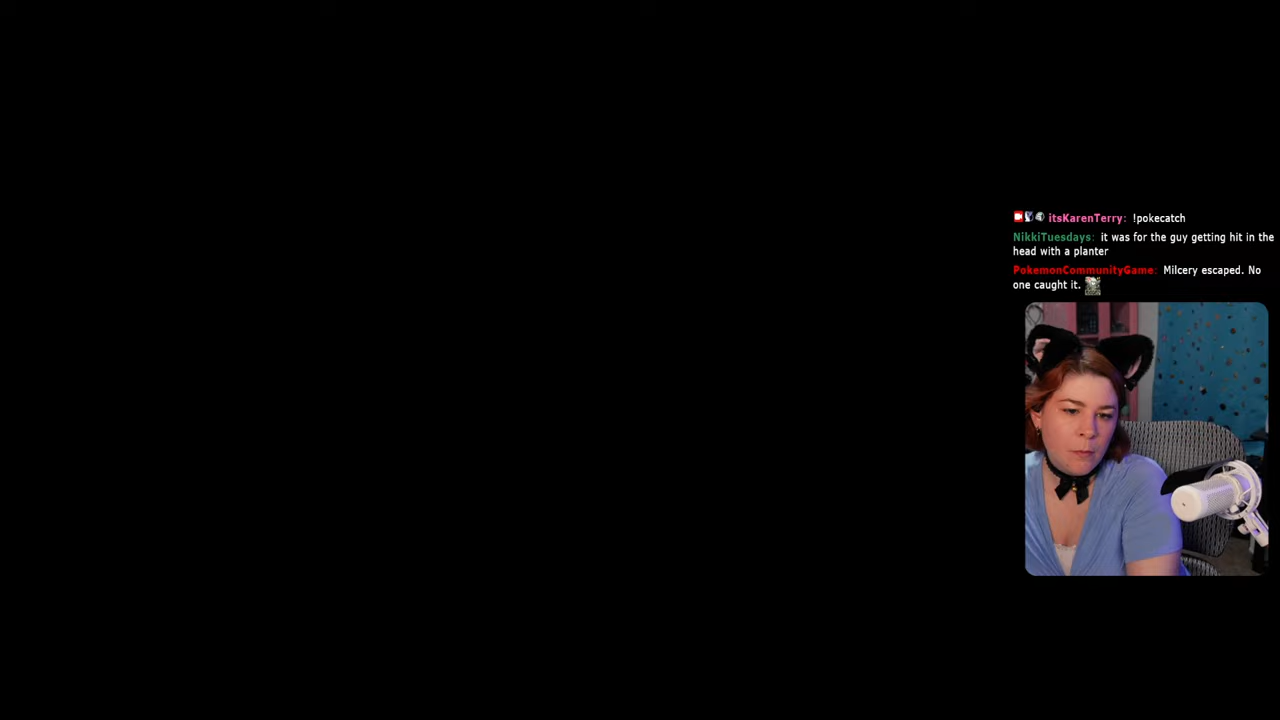 itsKarenTerry: !pokecatch
NikkiTuesdays: it was for the guy getting hit in the
head with a planter
PokemonCommunityGame: Milcery escaped. No
one caught it.